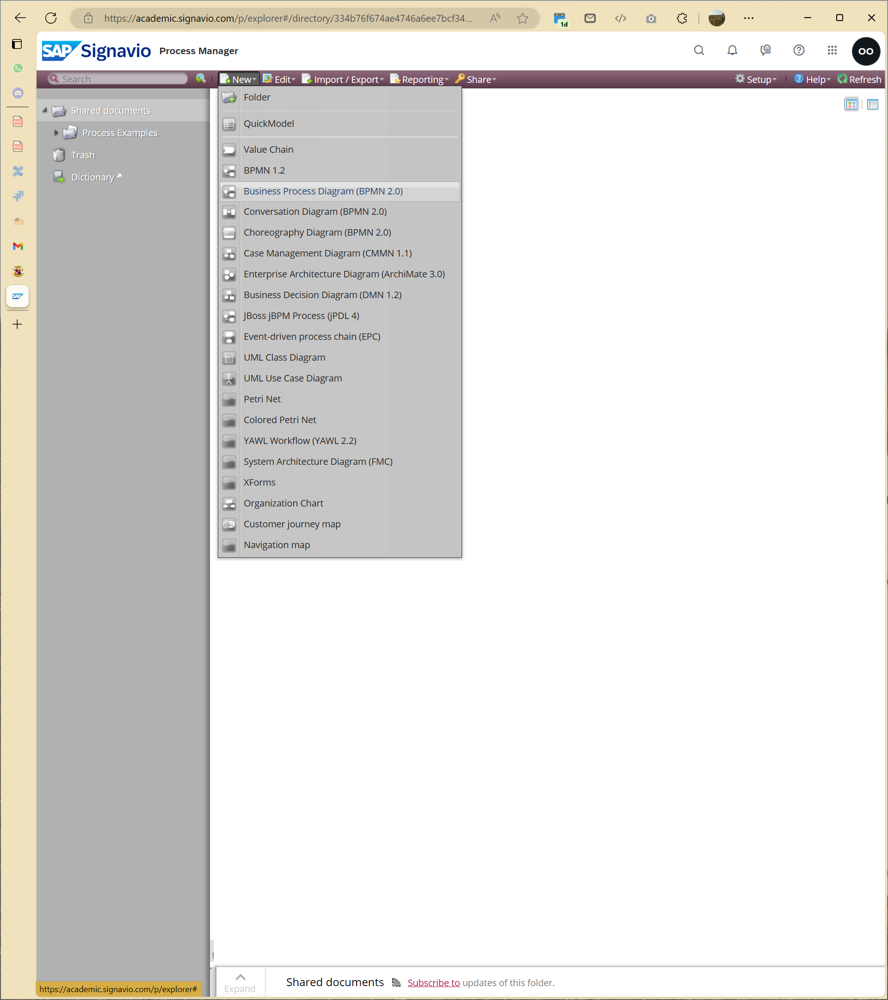 https://academic.signavio.com/p/explorer#/directory/334b76f674ae4746a6ee7bcf34...
1d
SAP Signavio Process Manager
OO
Search
New Edit Import / Export Reporting Share Setup Help Refresh
Shared documents
Process Examples
Trash
Dictionary
Folder
QuickModel
Value Chain
BPMN 1.2
Business Process Diagram (BPMN 2.0)
Conversation Diagram (BPMN 2.0)
Choreography Diagram (BPMN 2.0)
Case Management Diagram (CMMN 1.1)
Enterprise Architecture Diagram (ArchiMate 3.0)
Business Decision Diagram (DMN 1.2)
JBoss jBPM Process (jPDL 4)
Event-driven process chain (EPC)
UML Class Diagram
UML Use Case Diagram
Petri Net
Colored Petri Net
YAWL Workflow (YAWL 2.2)
System Architecture Diagram (FMC)
XForms
Organization Chart
Customer journey map
Navigation map
PDF
PDF
SAP
Expand
Shared documents Subscribe to updates of this folder.
https://academic.signavio.com/p/explorer#